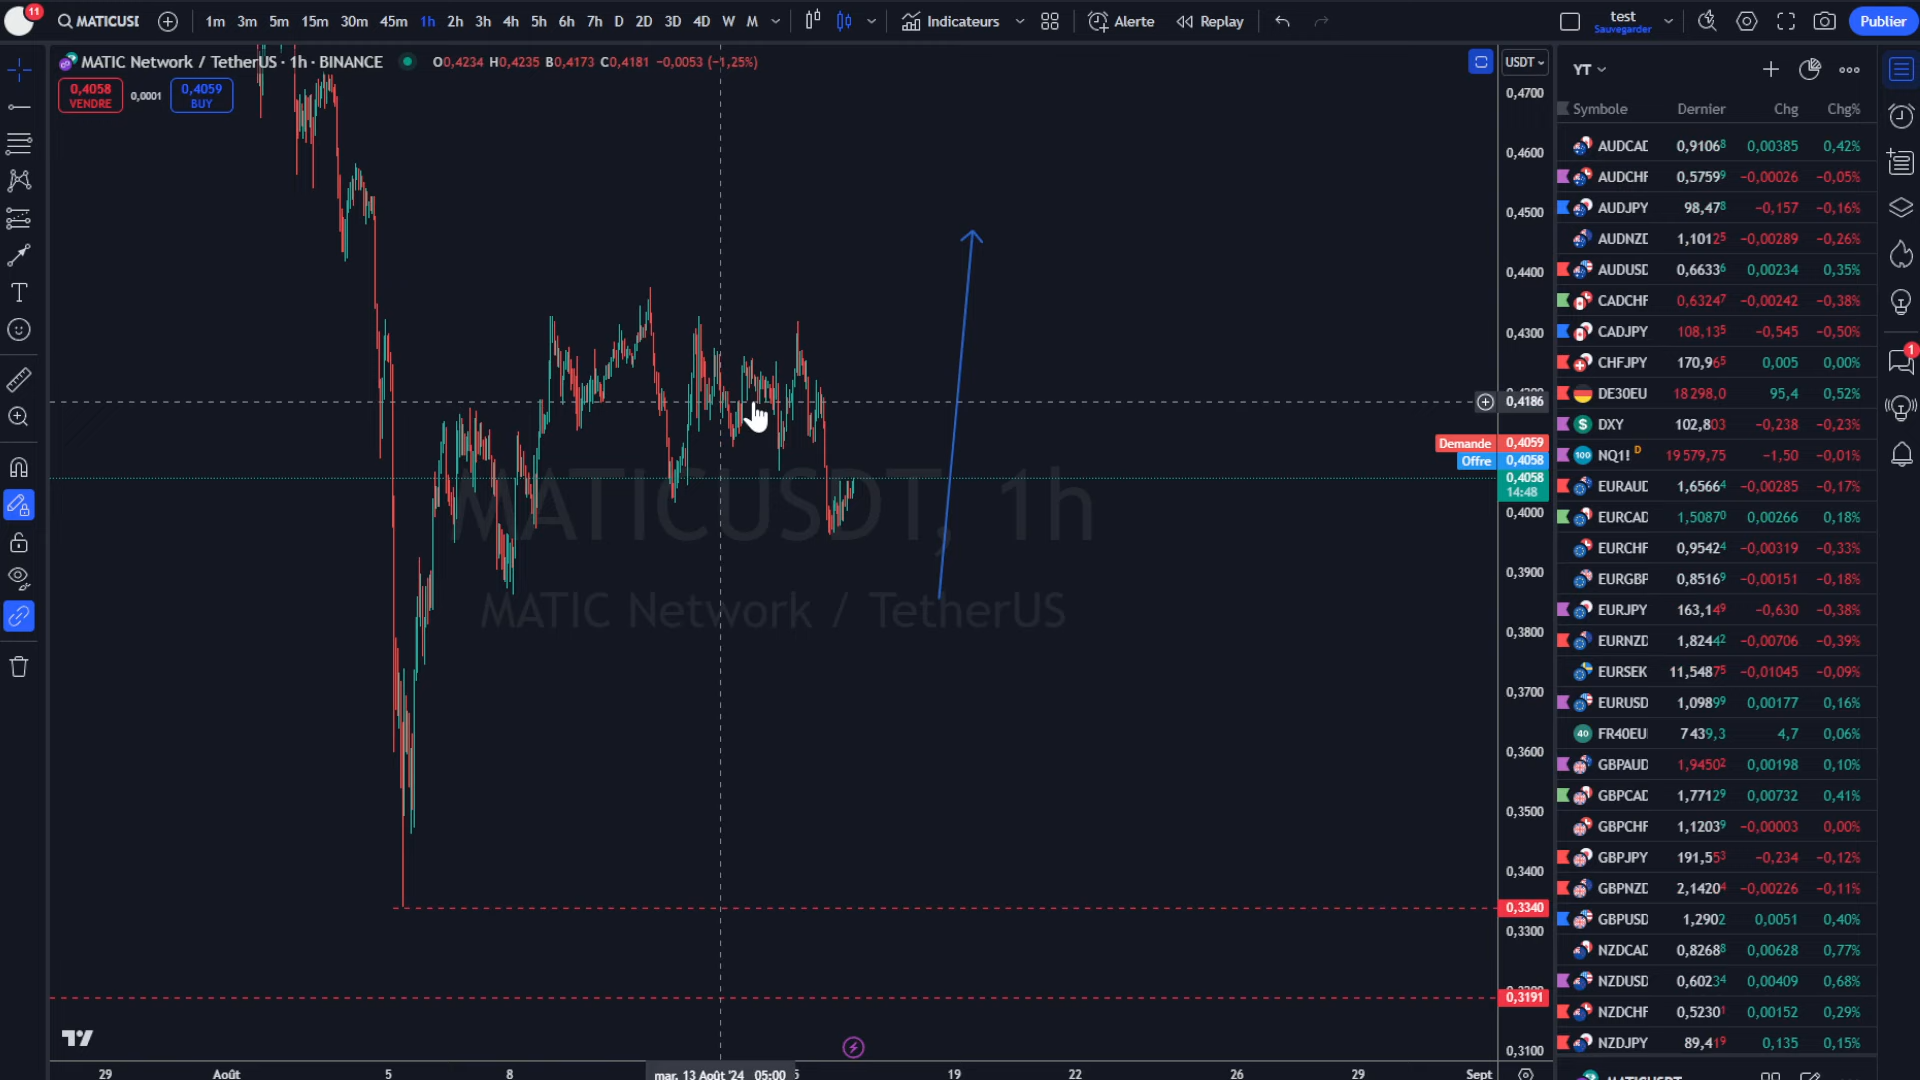 11
MATICUSI 1m 3m 5m 15m 30m 45m 1h 2h 3h 4h 5h 6h 7h D 2D 3D 4D W M Indicateurs Alerte Replay test Sauvegarder Publier
MATIC Network / TetherUS · 1h · BINANCE O0,4234 H0,4235 B0,4173 C0,4181 −0,0053 (−1,25%)
0,4058 VENDRE 0,0001 0,4059 BUY
MATICUSDT, 1h
MATIC Network / TetherUS
USDT
0,4700
0,4600
0,4500
0,4400
0,4300
0,4186
Demande 0,4059
Offre 0,4058
0,4058
14:48
0,4000
0,3900
0,3800
0,3700
0,3600
0,3500
0,3400
0,3340
0,3300
0,3191
0,3100
29 Août 5 8 mar. 13 Août '24 05:00 19 22 26 29 Sept
YT
Symbole Dernier Chg Chg%
AUDCAD 0,91068 0,00385 0,42%
AUDCHF 0,57599 −0,00026 −0,05%
AUDJPY 98,478 −0,157 −0,16%
AUDNZD 1,10125 −0,00289 −0,26%
AUDUSD 0,66336 0,00234 0,35%
CADCHF 0,63247 −0,00242 −0,38%
CADJPY 108,135 −0,545 −0,50%
CHFJPY 170,965 0,005 0,00%
DE30EU 18 298,0 95,4 0,52%
$ DXY 102,803 −0,238 −0,23%
100 NQ1! D 19 579,75 −1,50 −0,01%
EURAUD 1,65664 −0,00285 −0,17%
EURCAD 1,50870 0,00266 0,18%
EURCHF 0,95424 −0,00319 −0,33%
EURGBP 0,85169 −0,00151 −0,18%
EURJPY 163,149 −0,630 −0,38%
EURNZD 1,82442 −0,00706 −0,39%
EURSEK 11,54875 −0,01045 −0,09%
EURUSD 1,09899 0,00177 0,16%
40 FR40EU 7 439,3 4,7 0,06%
GBPAUD 1,94502 0,00198 0,10%
GBPCAD 1,77129 0,00732 0,41%
GBPCHF 1,12039 −0,00003 0,00%
GBPJPY 191,553 −0,234 −0,12%
GBPNZD 2,14204 −0,00226 −0,11%
GBPUSD 1,2902 0,0051 0,40%
NZDCAD 0,82688 0,00628 0,77%
NZDUSD 0,60234 0,00409 0,68%
NZDCHF 0,52301 0,00152 0,29%
NZDJPY 89,419 0,135 0,15%
1